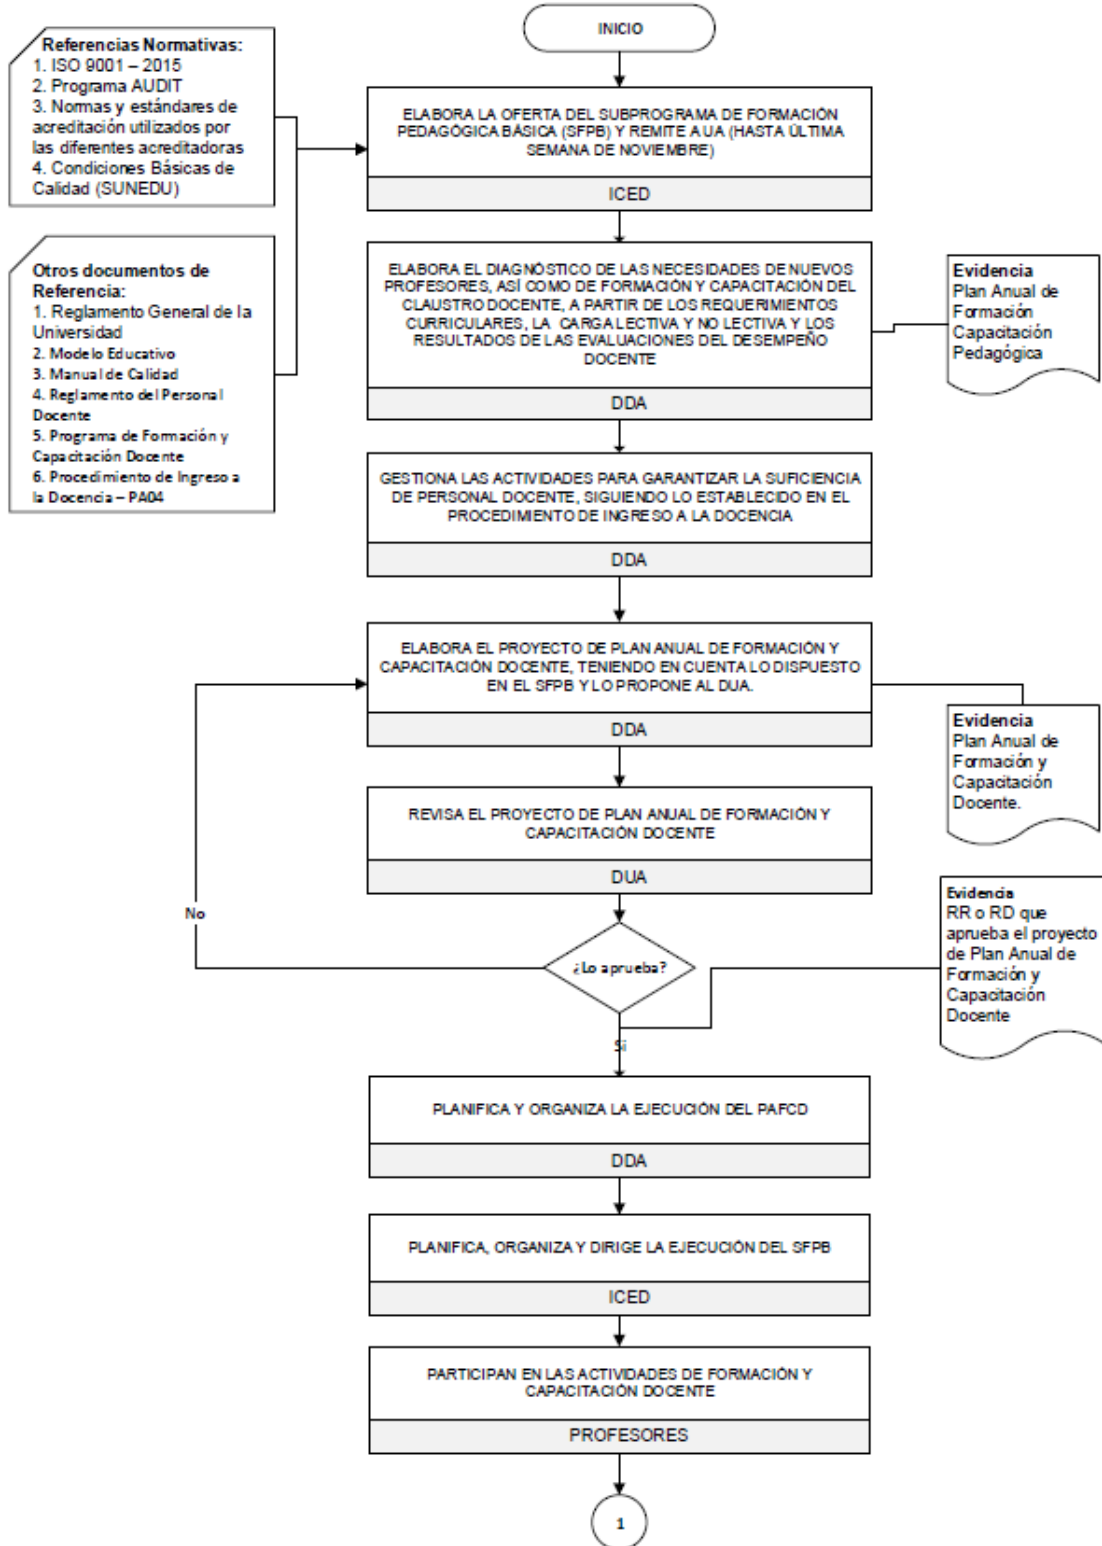 INICIO
Referencias Normativas:
1. ISO 9001 – 2015
2. Programa AUDIT
3. Normas y estándares de
acreditación utilizados por
las diferentes acreditadoras
4. Condiciones Básicas de
Calidad (SUNEDU)
ELABORA LA OFERTA DEL SUBPROGRAMA DE FORMACIÓN
PEDAGÓGICA BÁSICA (SFPB) Y REMITE A UA (HASTA ÚLTIMA
SEMANA DE NOVIEMBRE)
ICED
Otros documentos de
Referencia:
1. Reglamento General de la
Universidad
2. Modelo Educativo
3. Manual de Calidad
4. Reglamento del Personal
Docente
5. Programa de Formación y
Capacitación Docente
6. Procedimiento de Ingreso a
la Docencia – PA04
ELABORA EL DIAGNÓSTICO DE LAS NECESIDADES DE NUEVOS
PROFESORES, ASÍ COMO DE FORMACIÓN Y CAPACITACIÓN DEL
CLAUSTRO DOCENTE, A PARTIR DE LOS REQUERIMIENTOS
CURRICULARES, LA CARGA LECTIVA Y NO LECTIVA Y LOS
RESULTADOS DE LAS EVALUACIONES DEL DESEMPEÑO
DOCENTE
DDA
Evidencia
Plan Anual de
Formación
Capacitación
Pedagógica
GESTIONA LAS ACTIVIDADES PARA GARANTIZAR LA SUFICIENCIA
DE PERSONAL DOCENTE, SIGUIENDO LO ESTABLECIDO EN EL
PROCEDIMIENTO DE INGRESO A LA DOCENCIA
DDA
ELABORA EL PROYECTO DE PLAN ANUAL DE FORMACIÓN Y
CAPACITACIÓN DOCENTE, TENIENDO EN CUENTA LO DISPUESTO
EN EL SFPB Y LO PROPONE AL DUA.
DDA
Evidencia
Plan Anual de
Formación y
Capacitación
Docente.
REVISA EL PROYECTO DE PLAN ANUAL DE FORMACIÓN Y
CAPACITACIÓN DOCENTE
DUA
No
¿Lo aprueba?
Evidencia
RR o RD que
aprueba el proyecto
de Plan Anual de
Formación y
Capacitación
Docente
Si
PLANIFICA Y ORGANIZA LA EJECUCIÓN DEL PAFCD
DDA
PLANIFICA, ORGANIZA Y DIRIGE LA EJECUCIÓN DEL SFPB
ICED
PARTICIPAN EN LAS ACTIVIDADES DE FORMACIÓN Y
CAPACITACIÓN DOCENTE
PROFESORES
1